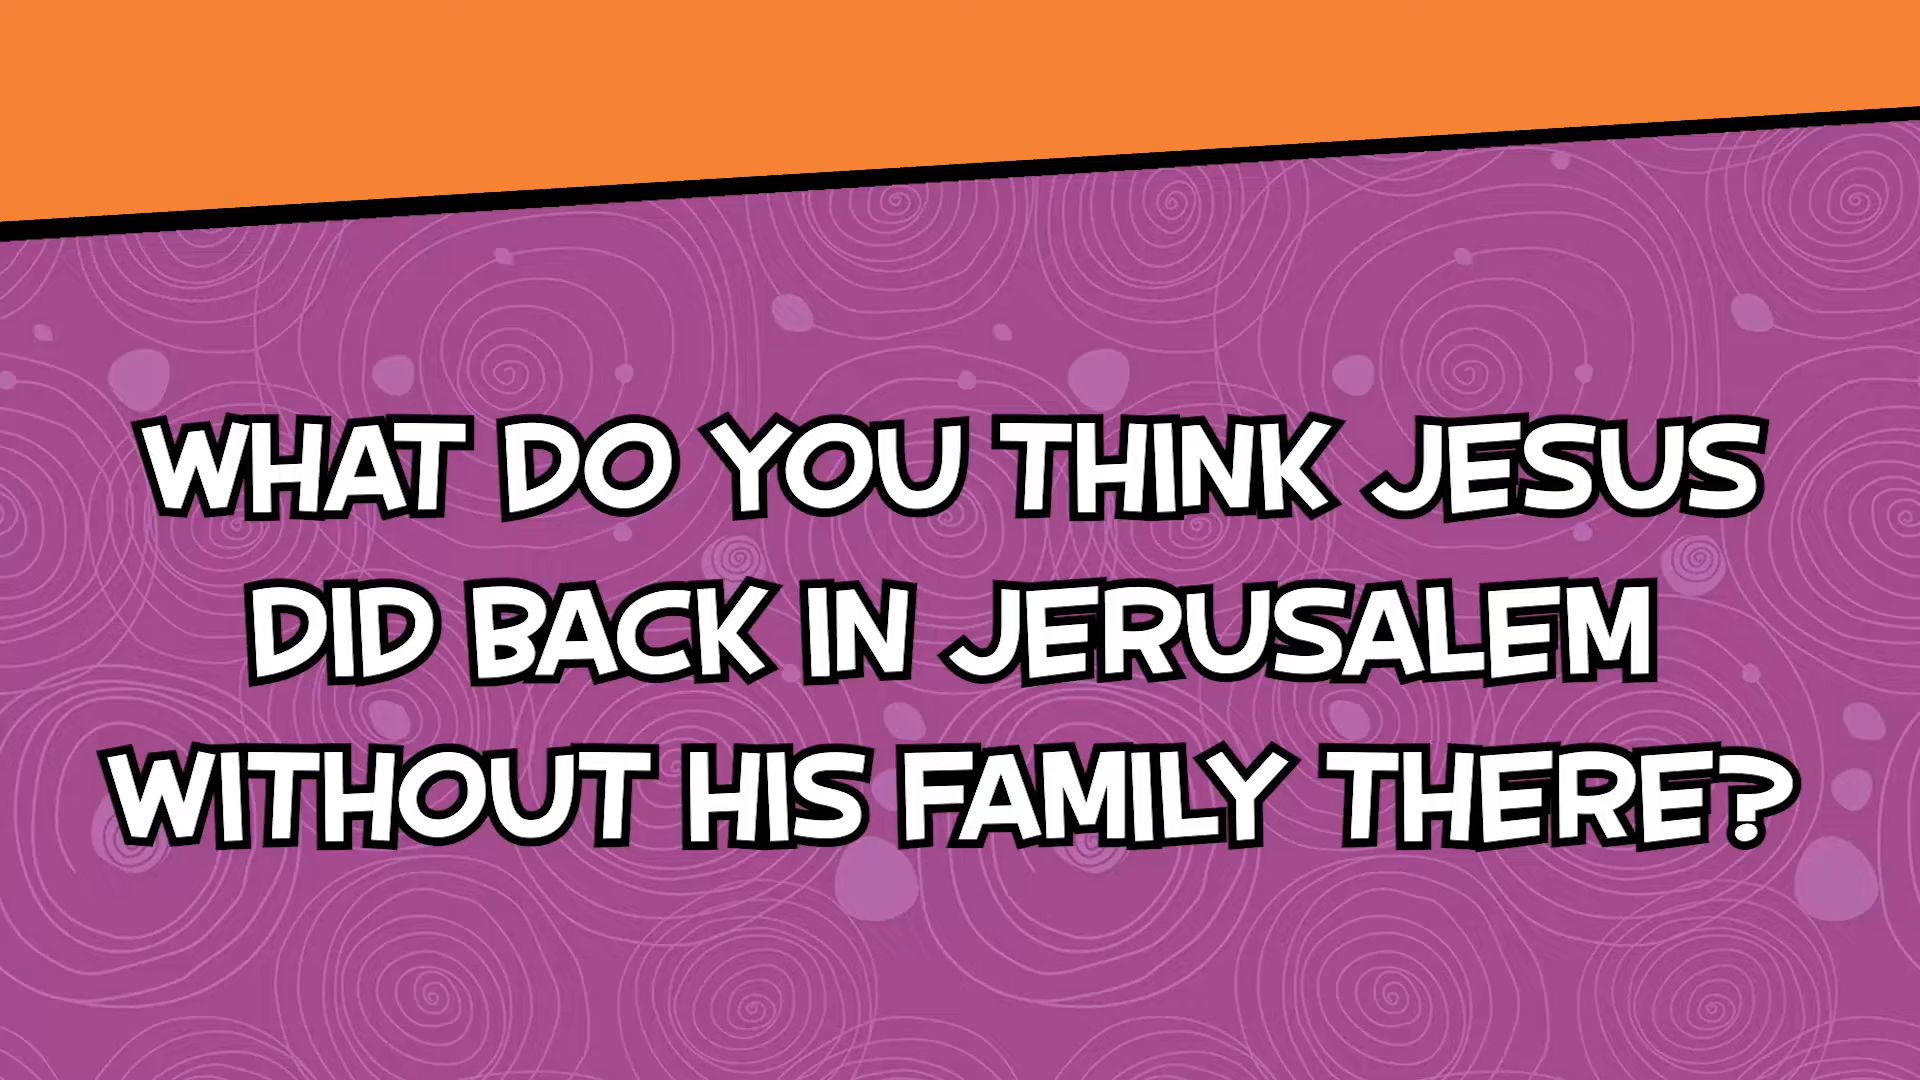 WHAT DO YOU THINK JESUS
DID BACK IN JERUSALEM
WITHOUT HIS FAMILY THERE?